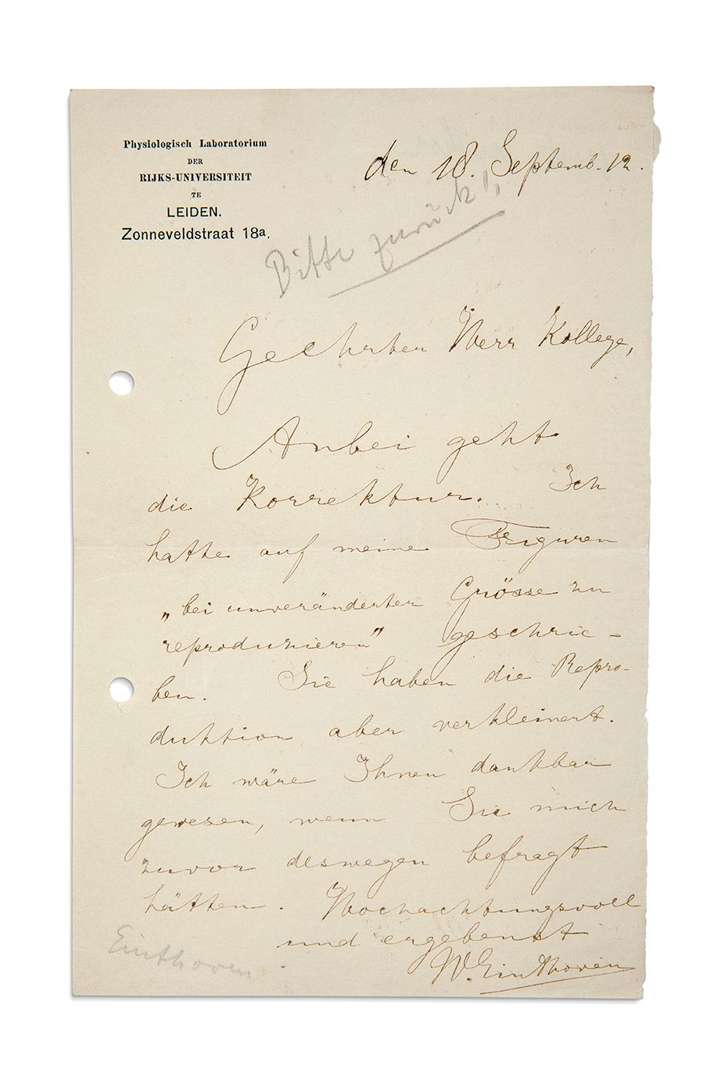 Physiologisch Laboratorium
DER
RIJKS-UNIVERSITEIT
TE
LEIDEN.
Zonneveldstraat 18a.
den 18. Septemb. 12.
Bitte zurück!
Geehrter Herr Kollege,
Anbei geht
die Korrektur. Ich
hatte auf meine Figuren
„bei unveränderter Grösse zu
reproduzieren" geschrie-
ben. Sie haben die Repro-
duktion aber verkleinert.
Ich wäre Ihnen dankbar
gewesen, wenn Sie mich
zuvor deswegen befragt
hätten. Hochachtungsvoll
und ergebenst
W. Einthoven
Einthoven